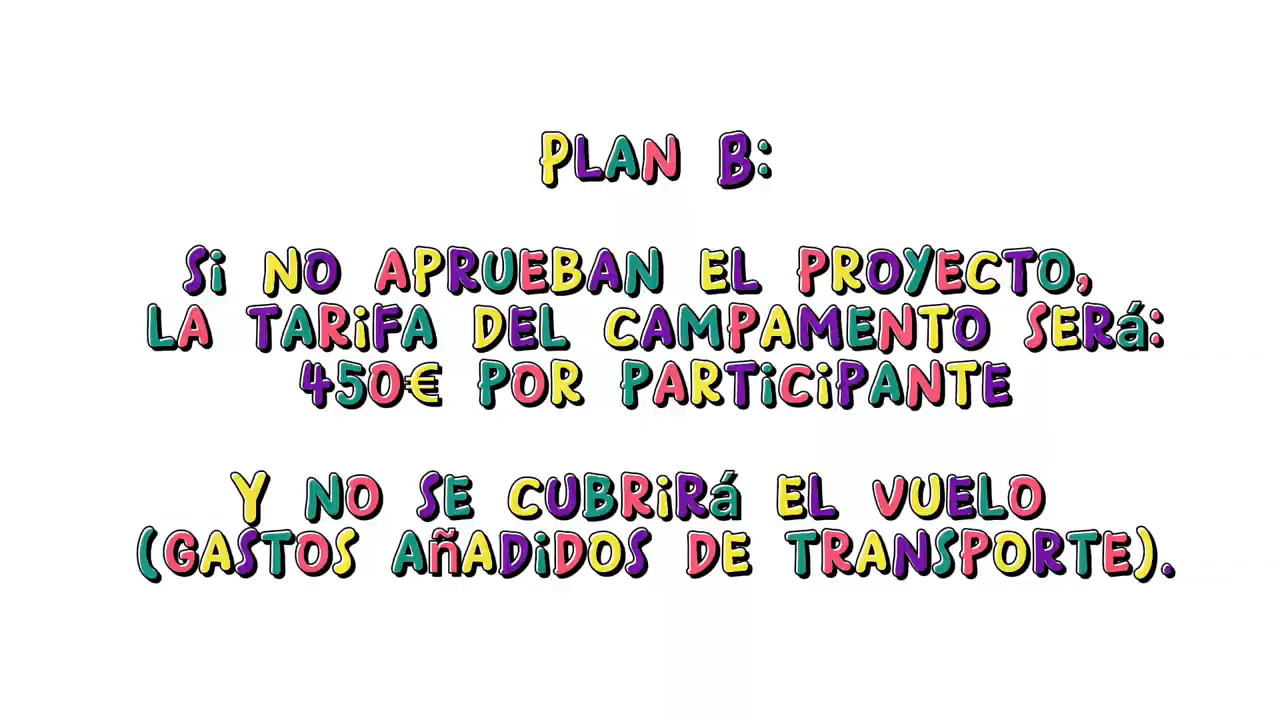 PLAN B:
Si NO APRUEBAN EL PROYECTO,
LA TARiFA DEL CAMPAMENTO SERá:
450€ POR PARTiCiPANTE
Y NO SE CUBRiRá EL VUELO
(GASTOS AñADiDOS DE TRANSPORTE).